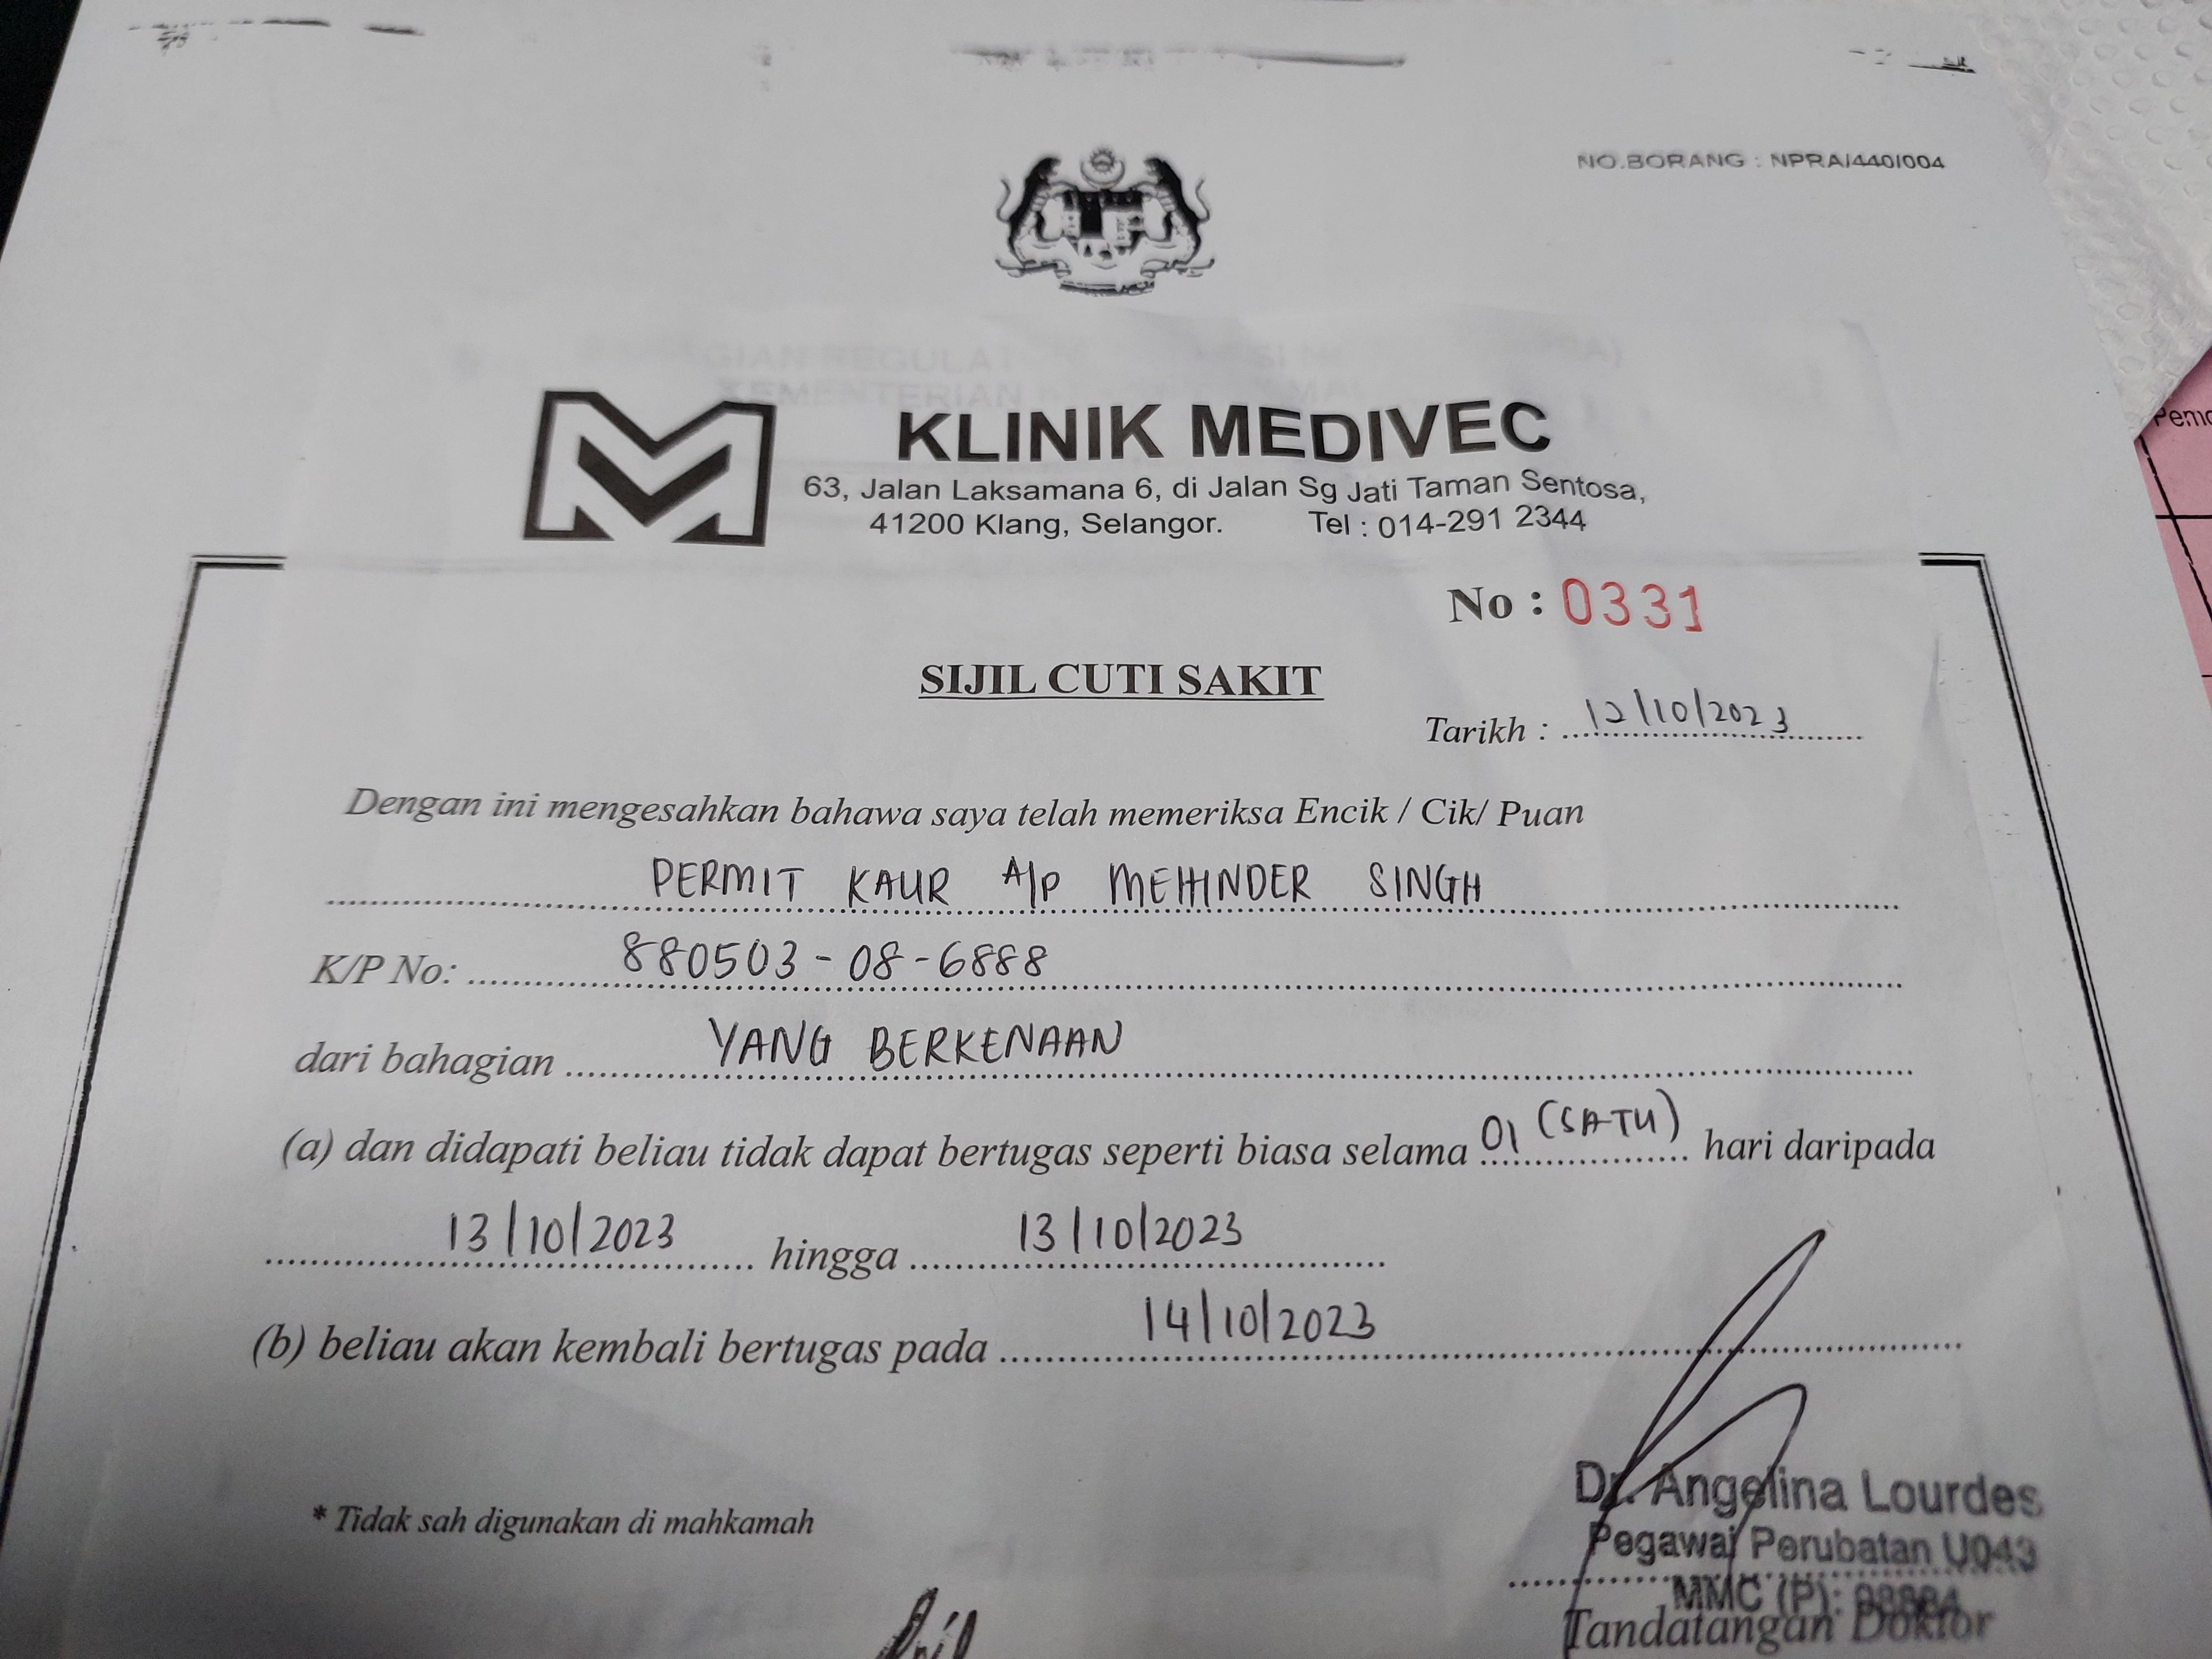 NO.BORANG : NPRA/440/004
KLINIK MEDIVEC
63, Jalan Laksamana 6, di Jalan Sg Jati Taman Sentosa,
41200 Klang, Selangor. Tel : 014-291 2344
No : 0331
SIJIL CUTI SAKIT
Tarikh : 12/10/2023
Dengan ini mengesahkan bahawa saya telah memeriksa Encik / Cik/ Puan
PERMIT KAUR A/P MEHINDER SINGH
K/P No: 880503-08-6888
dari bahagian YANG BERKENAAN
(a) dan didapati beliau tidak dapat bertugas seperti biasa selama 01 (SATU) hari daripada
13/10/2023 hingga 13/10/2023
(b) beliau akan kembali bertugas pada 14/10/2023
* Tidak sah digunakan di mahkamah
Dr. Angelina Lourdes
Pegawai Perubatan U043
MMC (P):
Tandatangan Doktor
Pem